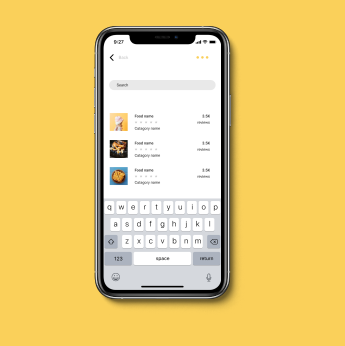 9:27
Search
Food name 3.5K
reviews
Category name
Food name 3.5K
reviews
Category name
Food name 3.5K
reviews
Category name
q w e r t y u i o p
a s d f g h j k l
z x c v b n m
123 space return